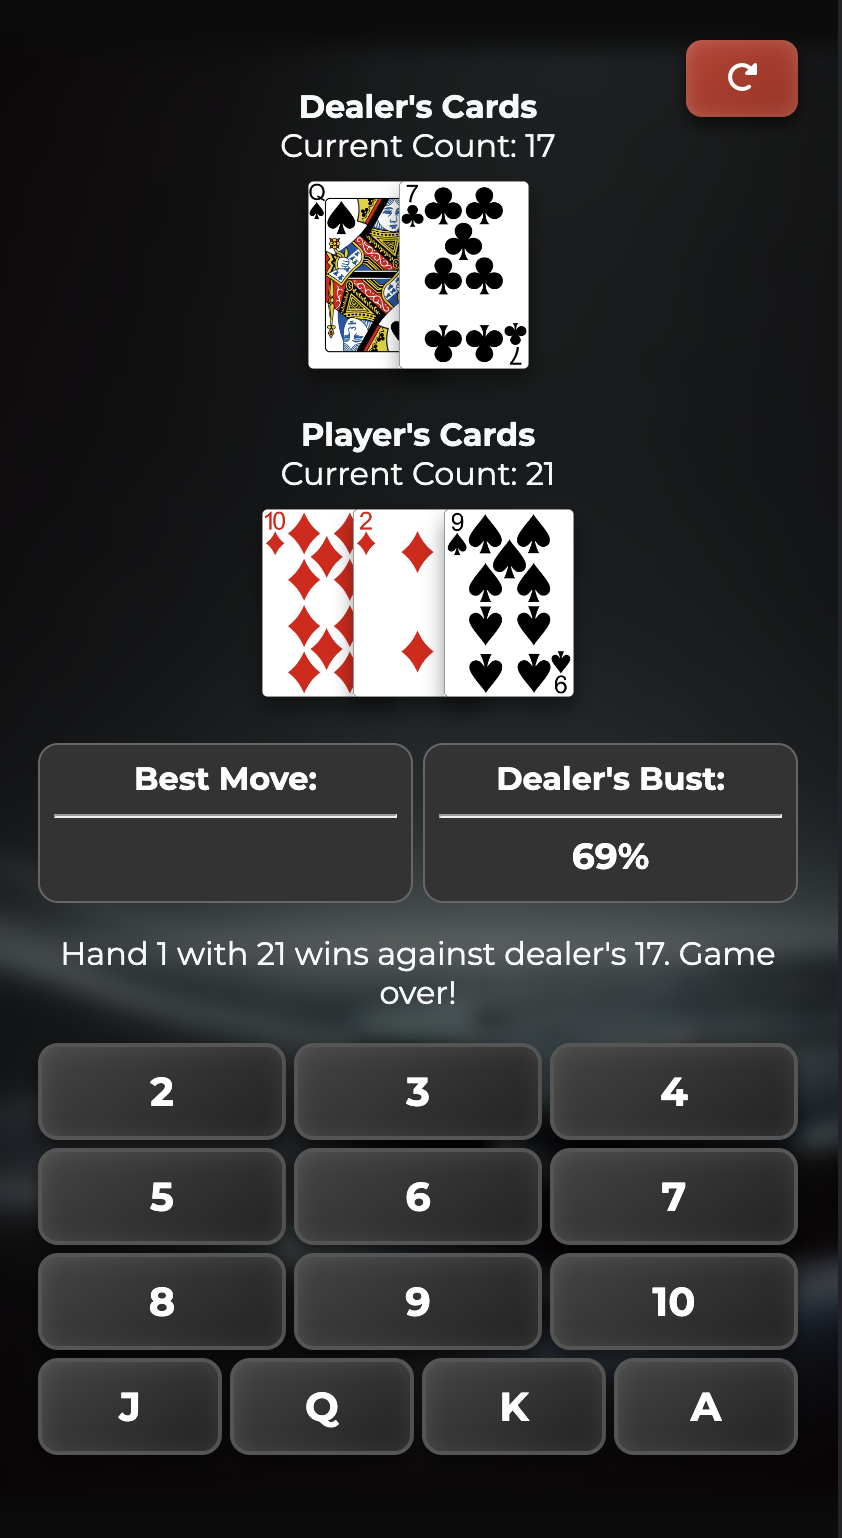 Dealer's Cards
Current Count: 17
Q
7
7
Player's Cards
Current Count: 21
10
2
9
9
Best Move:
Dealer's Bust:
69%
Hand 1 with 21 wins against dealer's 17. Game
over!
2
3
4
5
6
7
8
9
10
J
Q
K
A